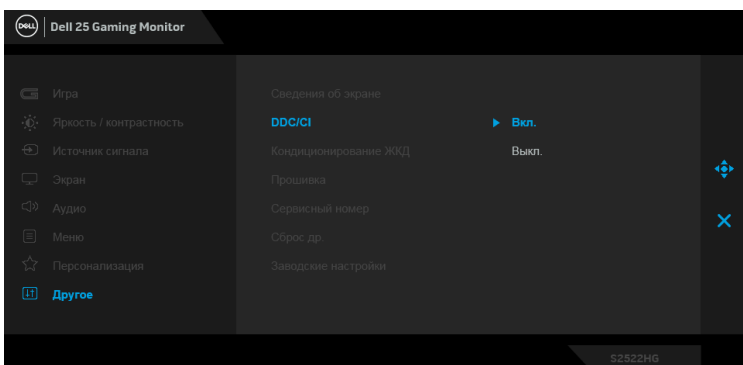 DELL Dell 25 Gaming Monitor
Игра
Яркость / контрастность
Источник сигнала
Экран
Аудио
Меню
Персонализация
Другое
Сведения об экране
DDC/CI Вкл.
Кондиционирование ЖКД Выкл.
Прошивка
Сервисный номер
Сброс др.
Заводские настройки
S2522HG